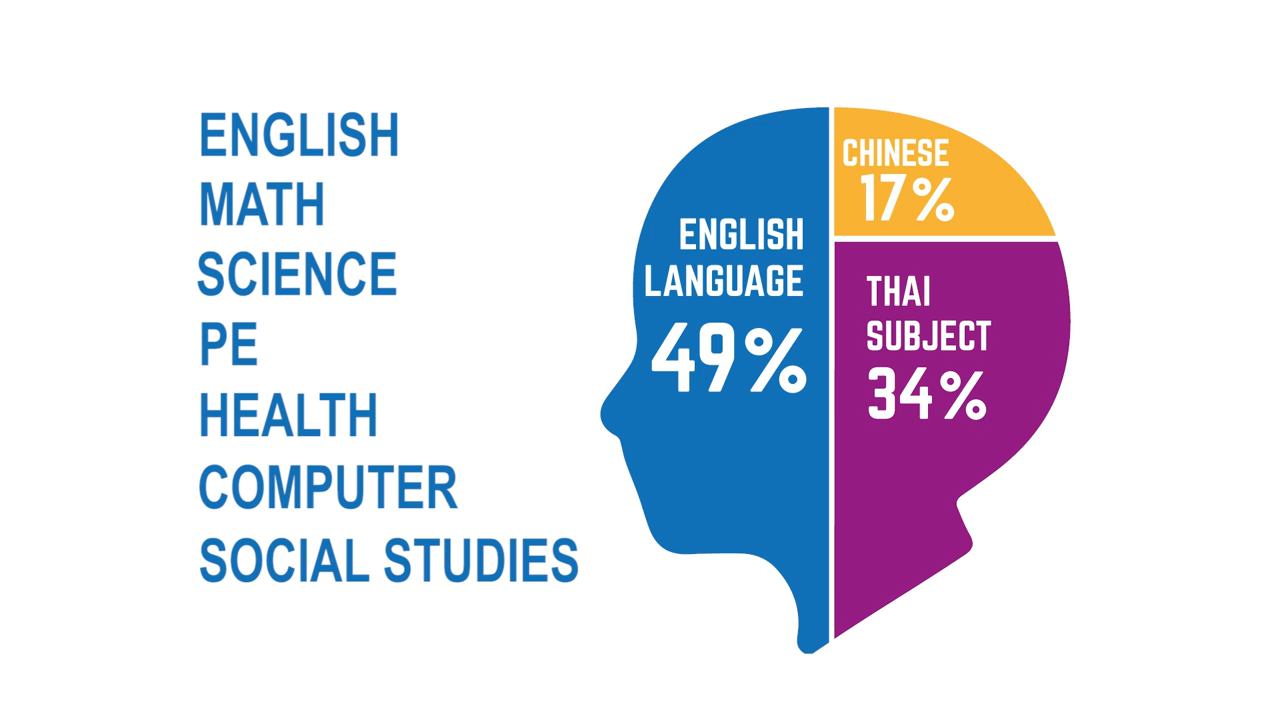 ENGLISH
MATH
SCIENCE
PE
HEALTH
COMPUTER
SOCIAL STUDIES
ENGLISH
LANGUAGE
49%
CHINESE
17%
THAI
SUBJECT
34%